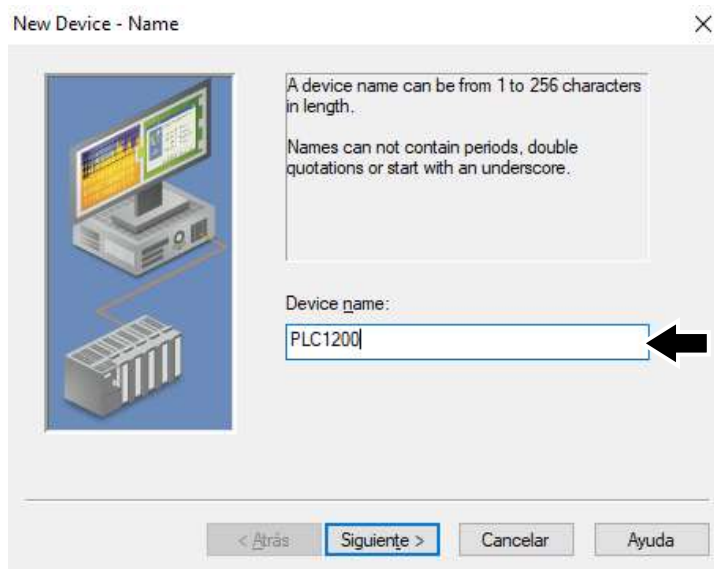 New Device - Name
A device name can be from 1 to 256 characters
in length.
Names can not contain periods, double
quotations or start with an underscore.
Device name:
PLC1200
< Atrás Siguiente > Cancelar Ayuda